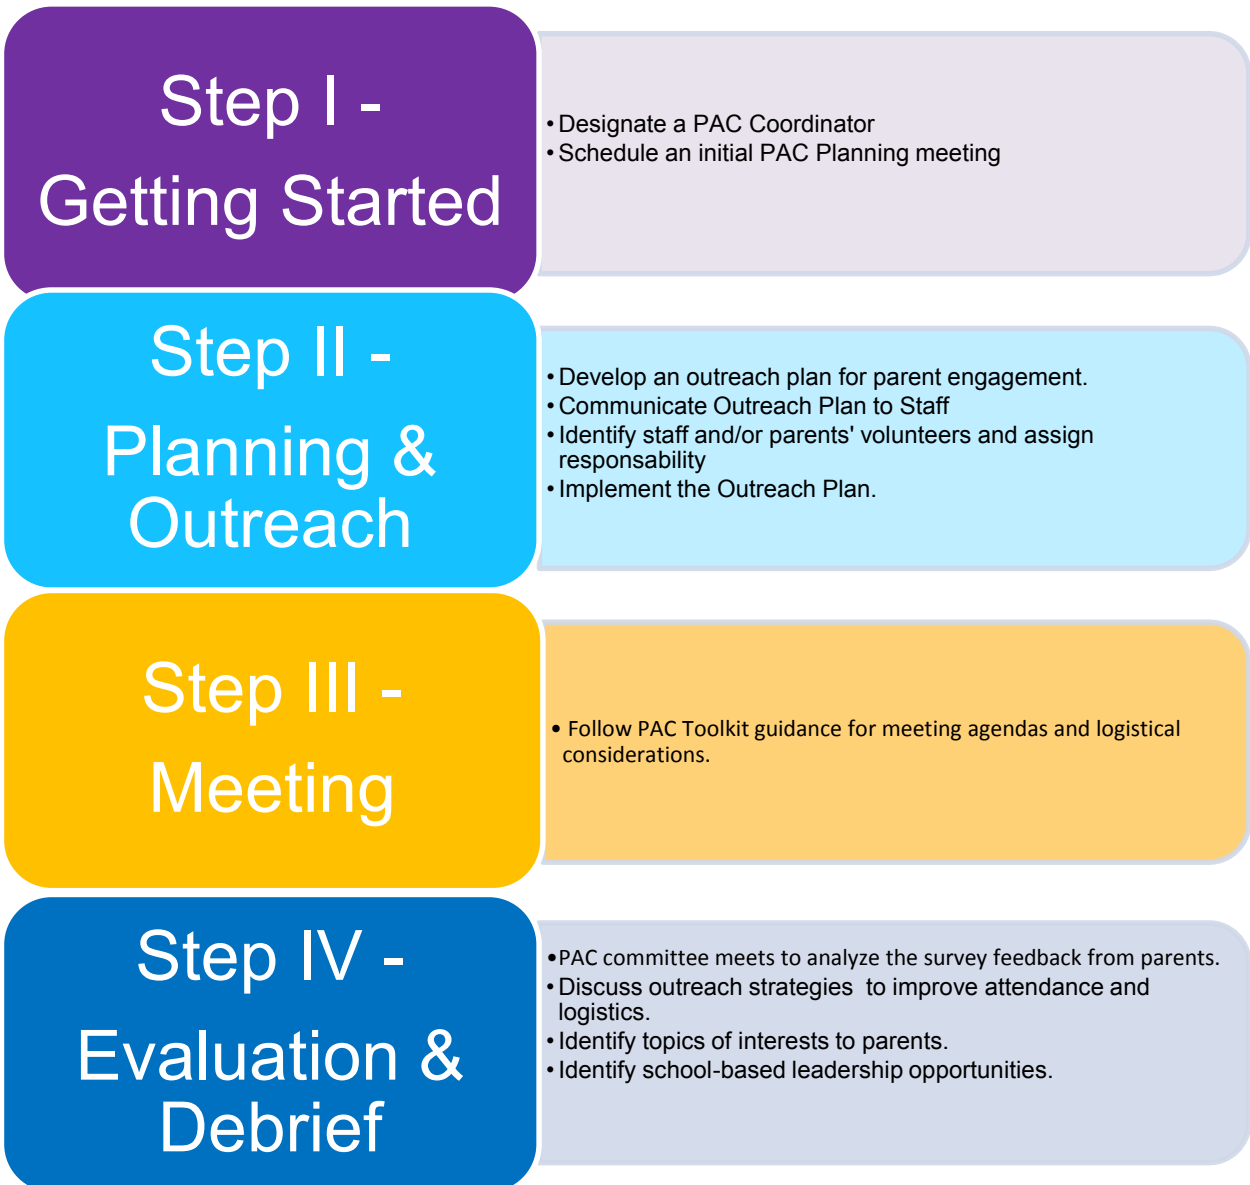 Step I -
Getting Started
• Designate a PAC Coordinator
• Schedule an initial PAC Planning meeting
Step II -
Planning &
Outreach
• Develop an outreach plan for parent engagement.
• Communicate Outreach Plan to Staff
• Identify staff and/or parents' volunteers and assign
responsability
• Implement the Outreach Plan.
Step III -
Meeting
• Follow PAC Toolkit guidance for meeting agendas and logistical
considerations.
Step IV -
Evaluation &
Debrief
• PAC committee meets to analyze the survey feedback from parents.
• Discuss outreach strategies  to improve attendance and
logistics.
• Identify topics of interests to parents.
• Identify school-based leadership opportunities.